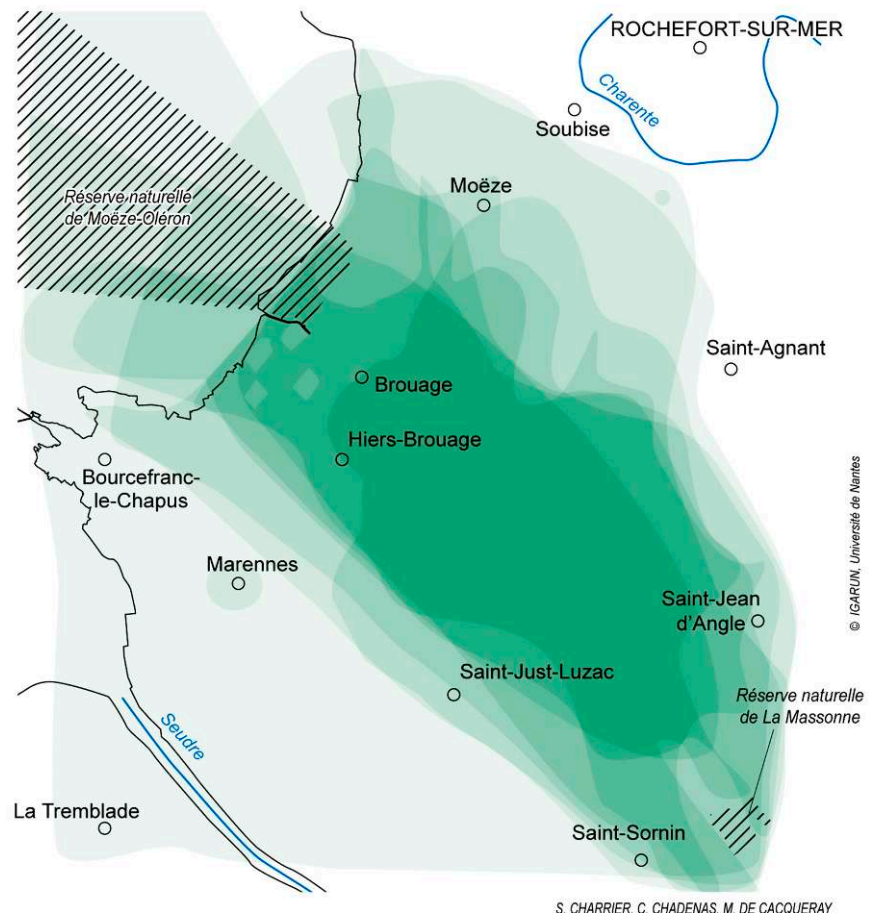 ROCHEFORT-SUR-MER
Charente
Soubise
Réserve naturelle
de Moëze-Oléron
Moëze
Saint-Agnant
Brouage
Hiers-Brouage
Bourcefranc-
le-Chapus
Marennes
Saint-Jean
d'Angle
Saint-Just-Luzac
Réserve naturelle
de La Massonne
Seudre
La Tremblade
Saint-Sornin
© IGARUN, Université de Nantes
S. CHARRIER, C. CHADENAS, M. DE CACQUERAY